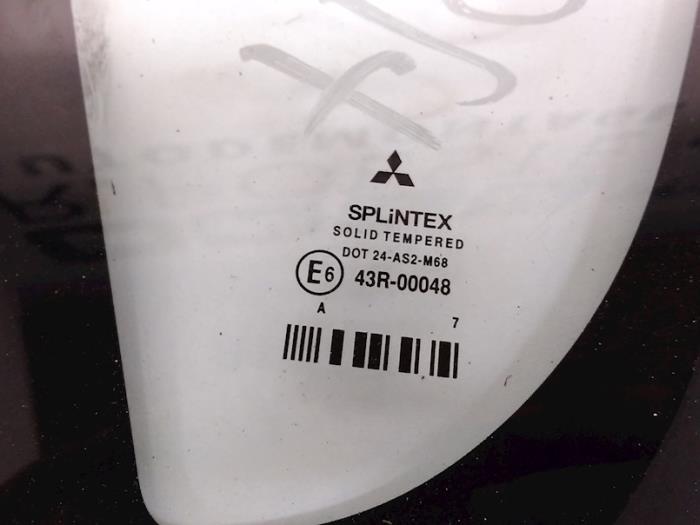 SPLiNTEX
SOLID TEMPERED
DOT 24-AS2-M68
E6 43R-00048
A 7